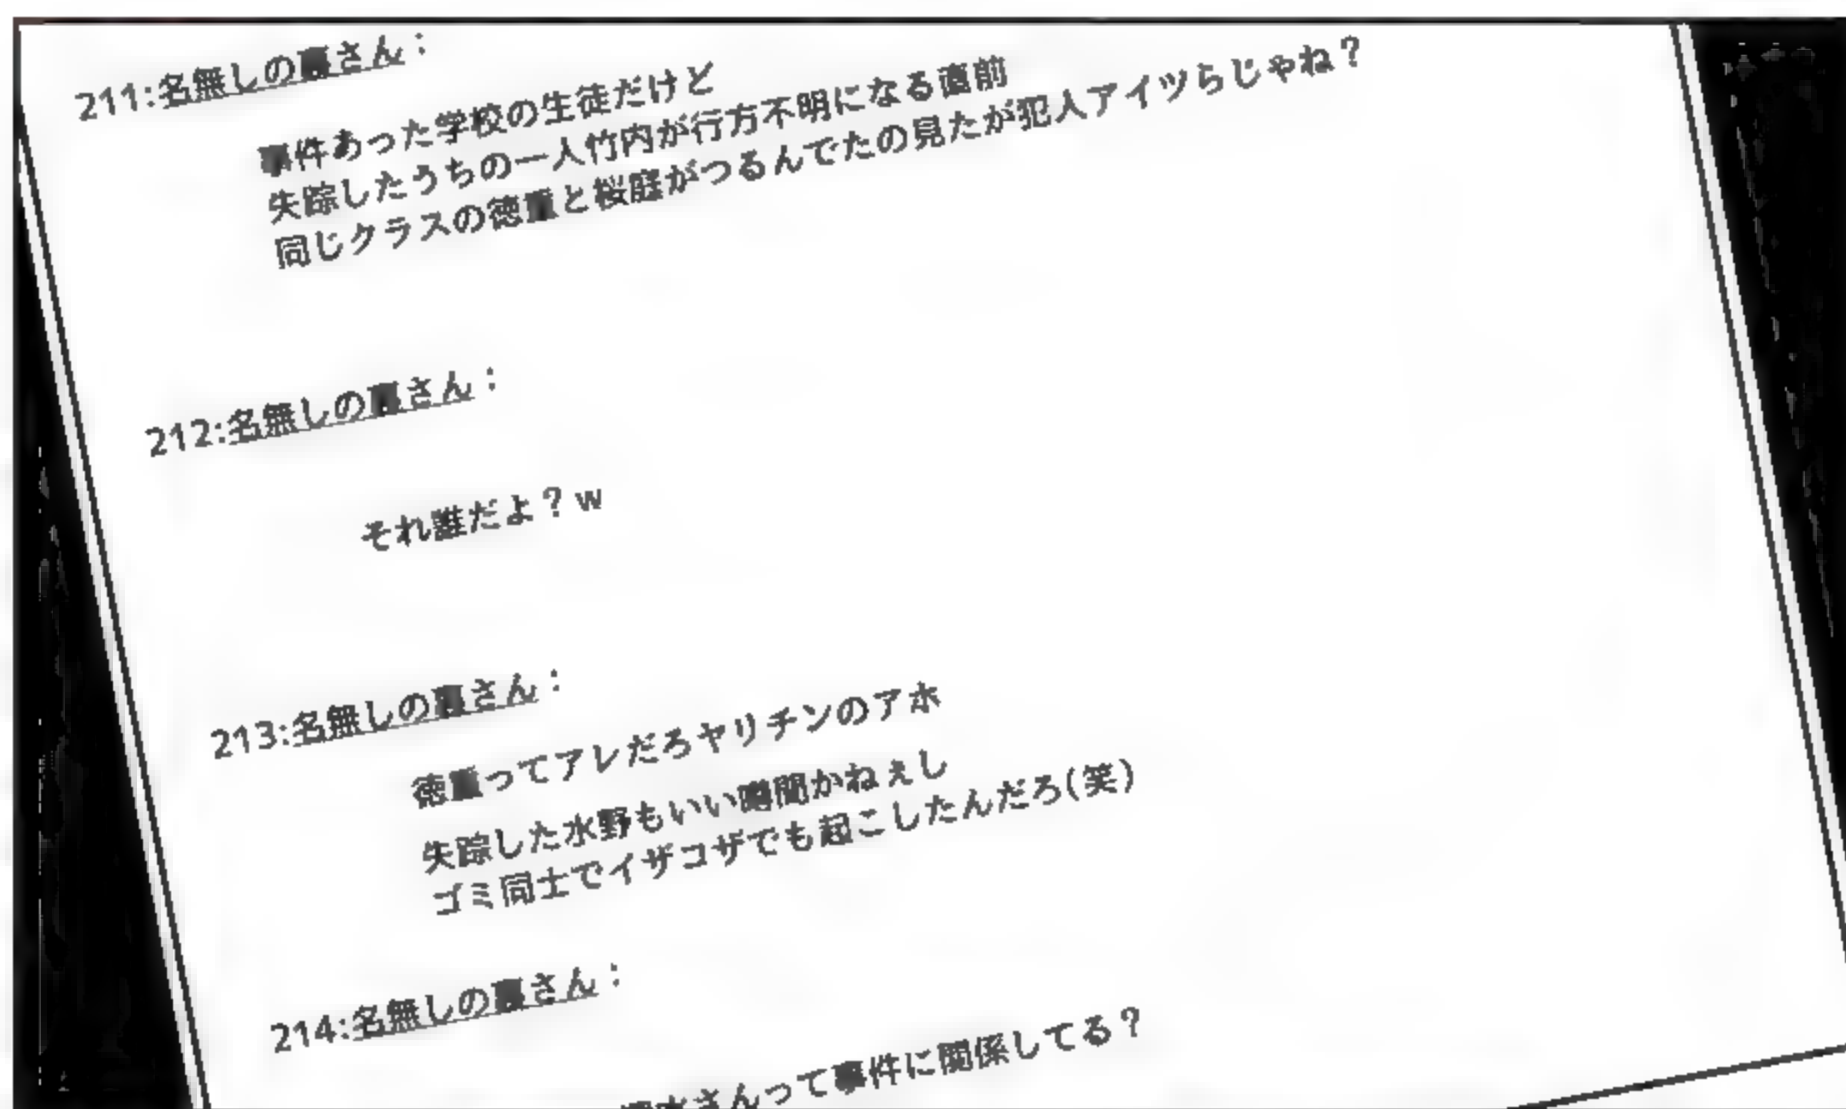 211:名無しの裏さん：
事件あった学校の生徒だけど
失踪したうちの一人竹内が行方不明になる直前
同じクラスの徳重と桜庭がつるんでたの見たが犯人アイツらじゃね？
212:名無しの裏さん：
それ誰だよ？w
213:名無しの裏さん：
徳重ってアレだろヤリチンのアホ
失踪した水野もいい噂聞かねぇし
ゴミ同士でイザコザでも起こしたんだろ(笑)
214:名無しの裏さん：
さんって事件に関係してる？